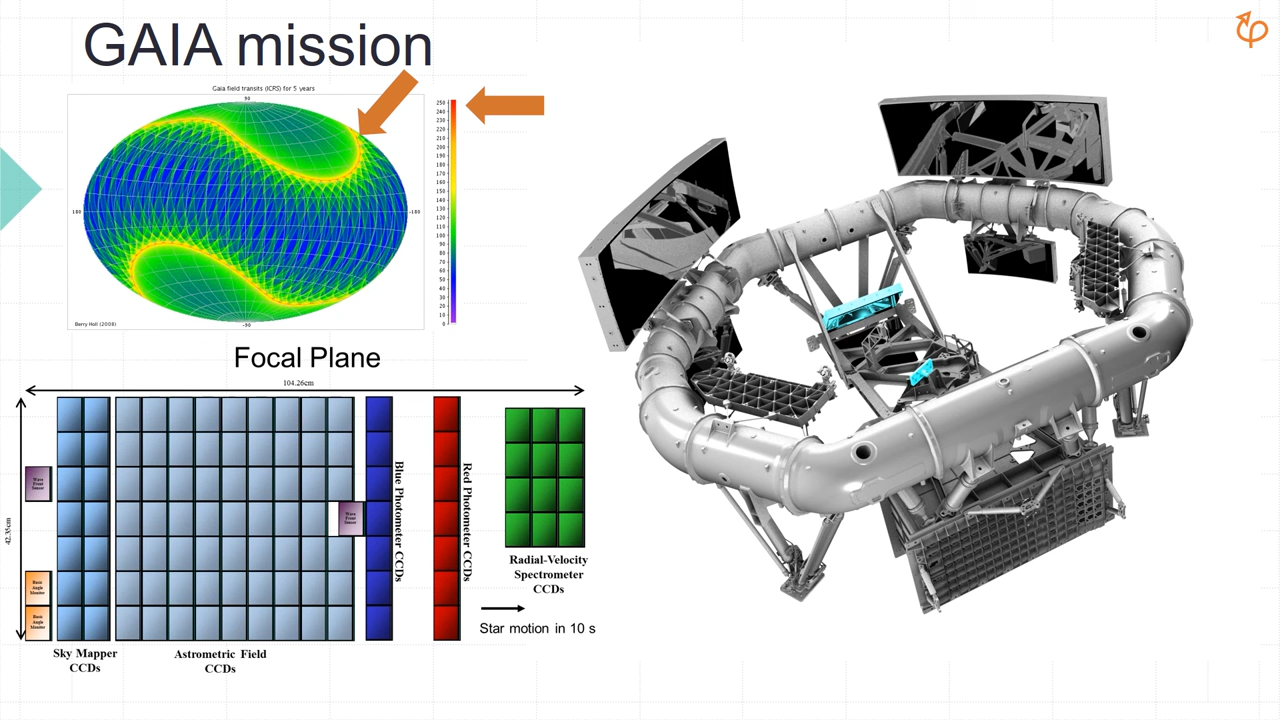 GAIA mission
Gaia field transits (ICRS) for 5 years
90
180
-180
-90
Berry Holl (2008)
250
230
220
210
200
190
180
170
160
150
140
130
120
110
100
90
80
70
60
50
40
30
20
10
0
Focal Plane
104.26cm
42.35cm
Wave
Front
Sensor
Wave
Front
Sensor
Basic
Angle
Monitor
Basic
Angle
Monitor
Blue Photometer CCDs
Red Photometer CCDs
Radial-Velocity
Spectrometer
CCDs
Star motion in 10 s
Sky Mapper
CCDs
Astrometric Field
CCDs